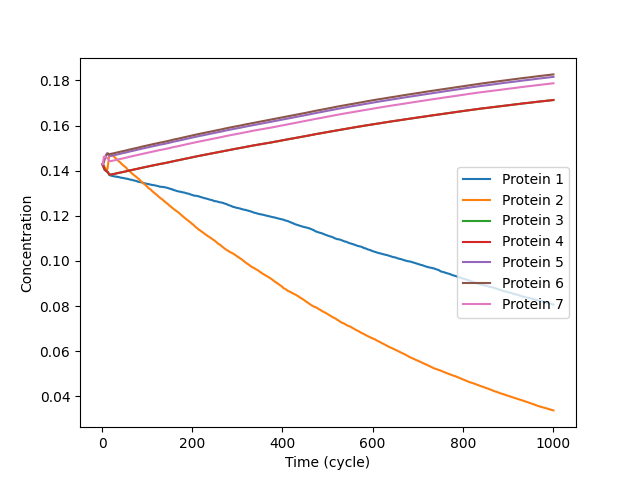 0.18
0.16
0.14
0.12
0.10
0.08
0.06
0.04
Concentration
0 200 400 600 800 1000
Time (cycle)
Protein 1
Protein 2
Protein 3
Protein 4
Protein 5
Protein 6
Protein 7